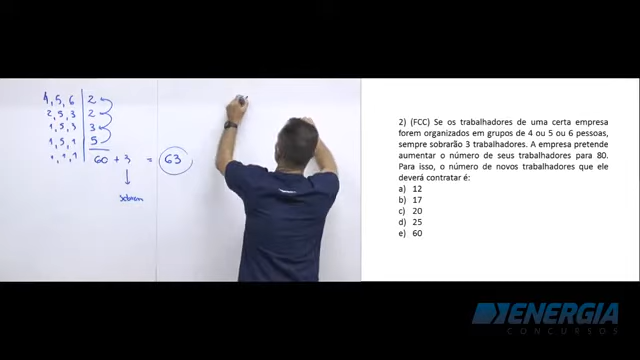 4, 5, 6 | 2
2, 5, 3 | 2
1, 5, 3 | 3
1, 5, 1 | 5
1, 1, 1
60 + 3 = 63
sobram
2) (FCC) Se os trabalhadores de uma certa empresa
forem organizados em grupos de 4 ou 5 ou 6 pessoas,
sempre sobrarão 3 trabalhadores. A empresa pretende
aumentar o número de seus trabalhadores para 80.
Para isso, o número de novos trabalhadores que ele
deverá contratar é:
a) 12
b) 17
c) 20
d) 25
e) 60
ENERGIA
CONCURSOS